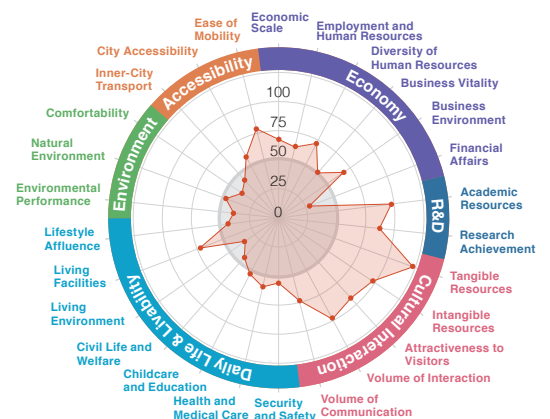 Economic
Scale
Employment and
Human Resources
Diversity of
Human Resources
Business Vitality
Business
Environment
Financial
Affairs
Academic
Resources
Research
Achievement
Tangible
Resources
Intangible
Resources
Attractiveness to
Visitors
Volume of Interaction
Volume of
Communication
Security
and Safety
Health and
Medical Care
Childcare
and Education
Civil Life and
Welfare
Living
Environment
Living
Facilities
Lifestyle
Affluence
Environmental
Performance
Natural
Environment
Comfortability
Inner-City
Transport
City Accessibility
Ease of
Mobility
Economy
R&D
Cultural Interaction
Daily Life & Livability
Environment
Accessibility
100
75
50
25
0